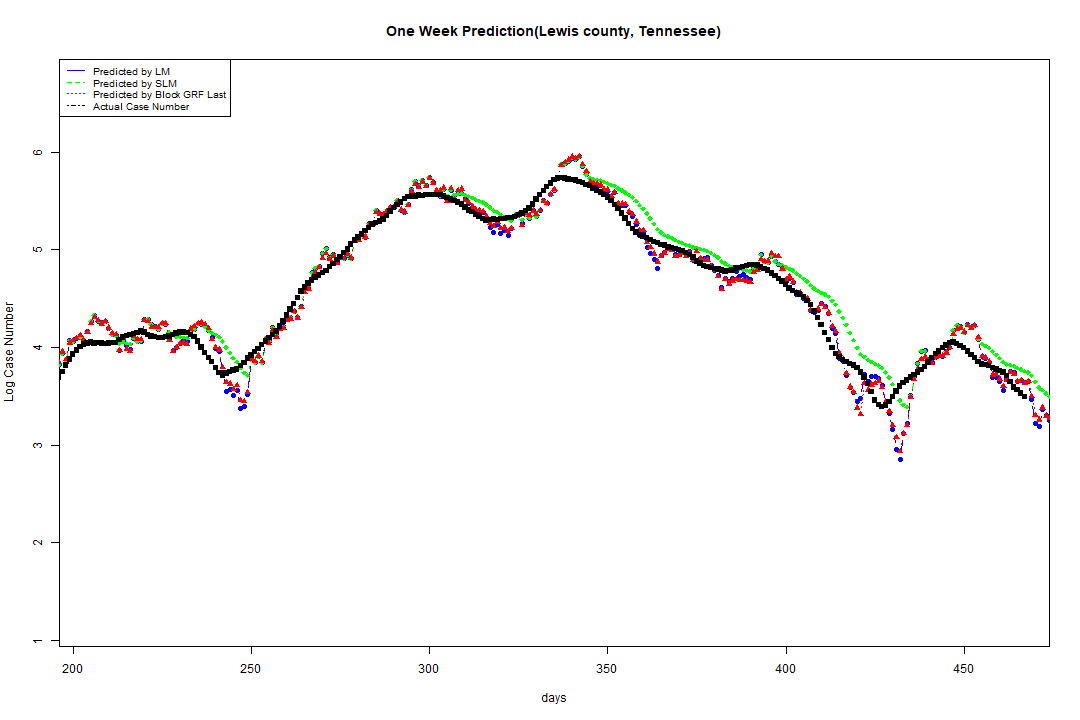 One Week Prediction(Lewis county, Tennessee)
Predicted by LM
Predicted by SLM
Predicted by Block GRF Last
Actual Case Number
Log Case Number
6
5
4
3
2
1
200 250 300 350 400 450
days